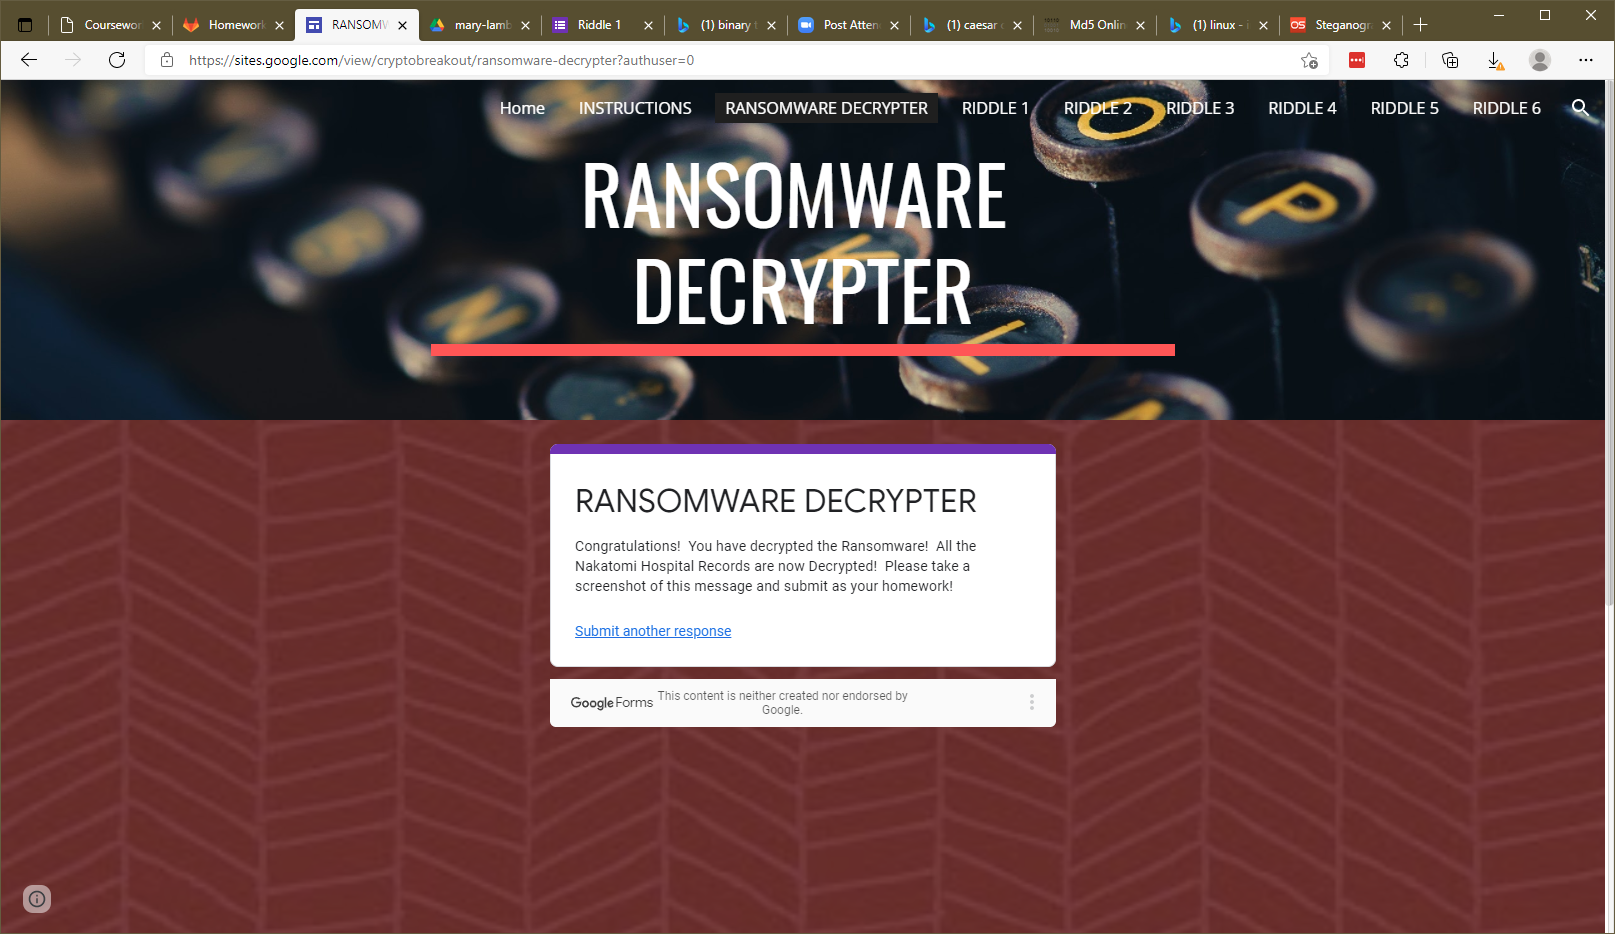 Coursewor
Homework
RANSOMW
mary-lamb
Riddle 1
(1) binary t
Post Atten
(1) caesar c
Md5 Onlin
(1) linux - i
Steganogra
https://sites.google.com/view/cryptobreakout/ransomware-decrypter?authuser=0
Home INSTRUCTIONS RANSOMWARE DECRYPTER RIDDLE 1 RIDDLE 2 RIDDLE 3 RIDDLE 4 RIDDLE 5 RIDDLE 6
RANSOMWARE
DECRYPTER
RANSOMWARE DECRYPTER
Congratulations! You have decrypted the Ransomware! All the
Nakatomi Hospital Records are now Decrypted! Please take a
screenshot of this message and submit as your homework!
Submit another response
Google Forms
This content is neither created nor endorsed by
Google.